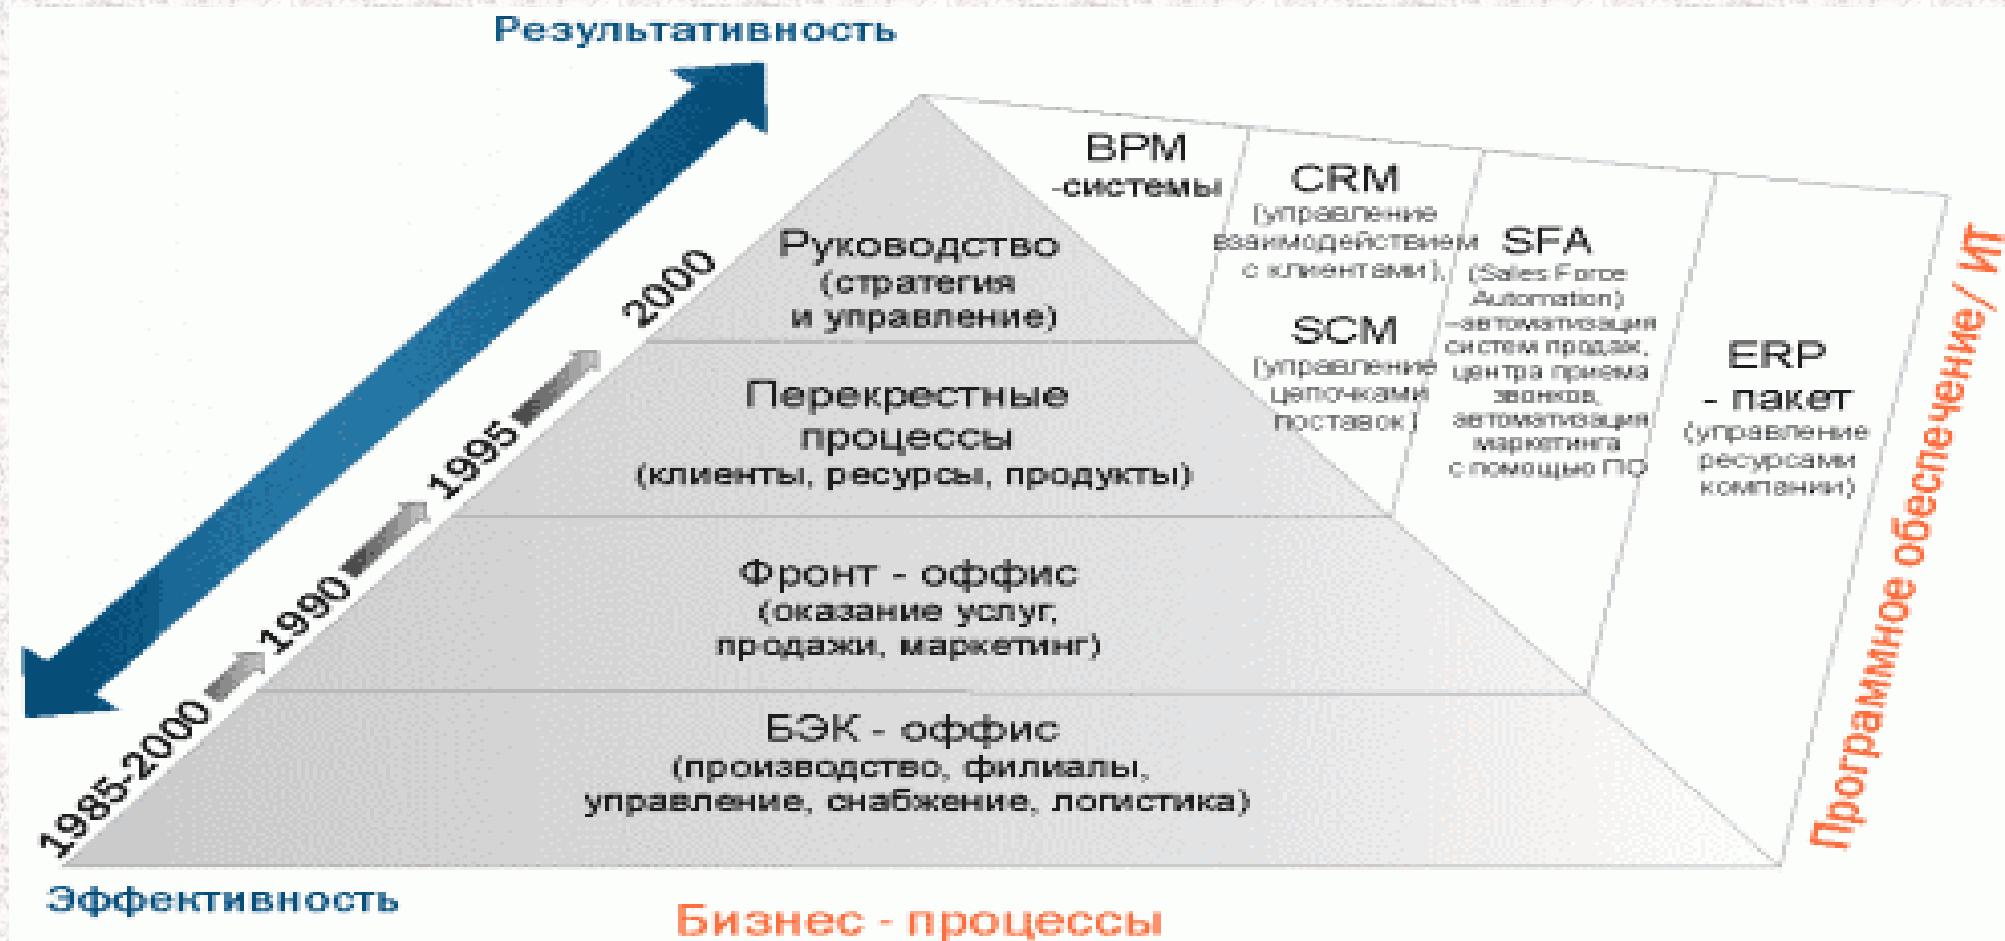 Результативность
BPM
-системы
CRM
(управление
взаимодействием
с клиентами),
SCM
(управление
цепочками
поставок)
SFA
(Sales Force
Automation)
–автоматизация
систем продаж,
центра приема
звонков,
автоматизация
маркетинга
с помощью ПО
ERP
- пакет
(управление
ресурсами
компании)
Программное обеспечение/ ИТ
Руководство
(стратегия
и управление)
2000
Перекрестные
процессы
(клиенты, ресурсы, продукты)
1995
Фронт - оффис
(оказание услуг,
продажи, маркетинг)
1990
БЭК - оффис
(производство, филиалы,
управление, снабжение, логистика)
1985-2000
Эффективность
Бизнес - процессы